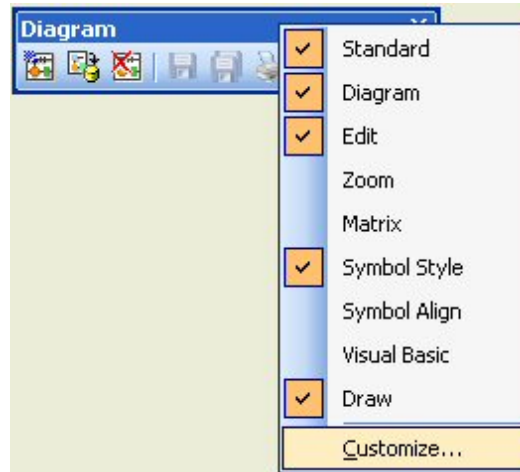 Diagram
Standard
Diagram
Edit
Zoom
Matrix
Symbol Style
Symbol Align
Visual Basic
Draw
Customize...